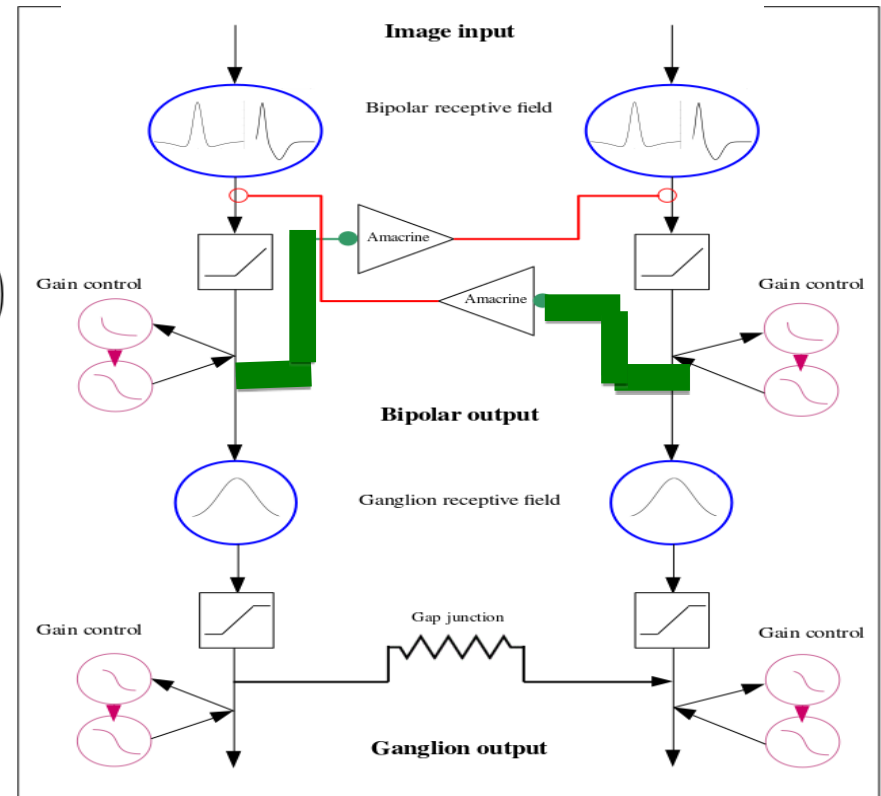 Image input
Bipolar receptive field
Amacrine
Gain control
Gain control
Amacrine
Bipolar output
Ganglion receptive field
Gap junction
Gain control
Gain control
Ganglion output